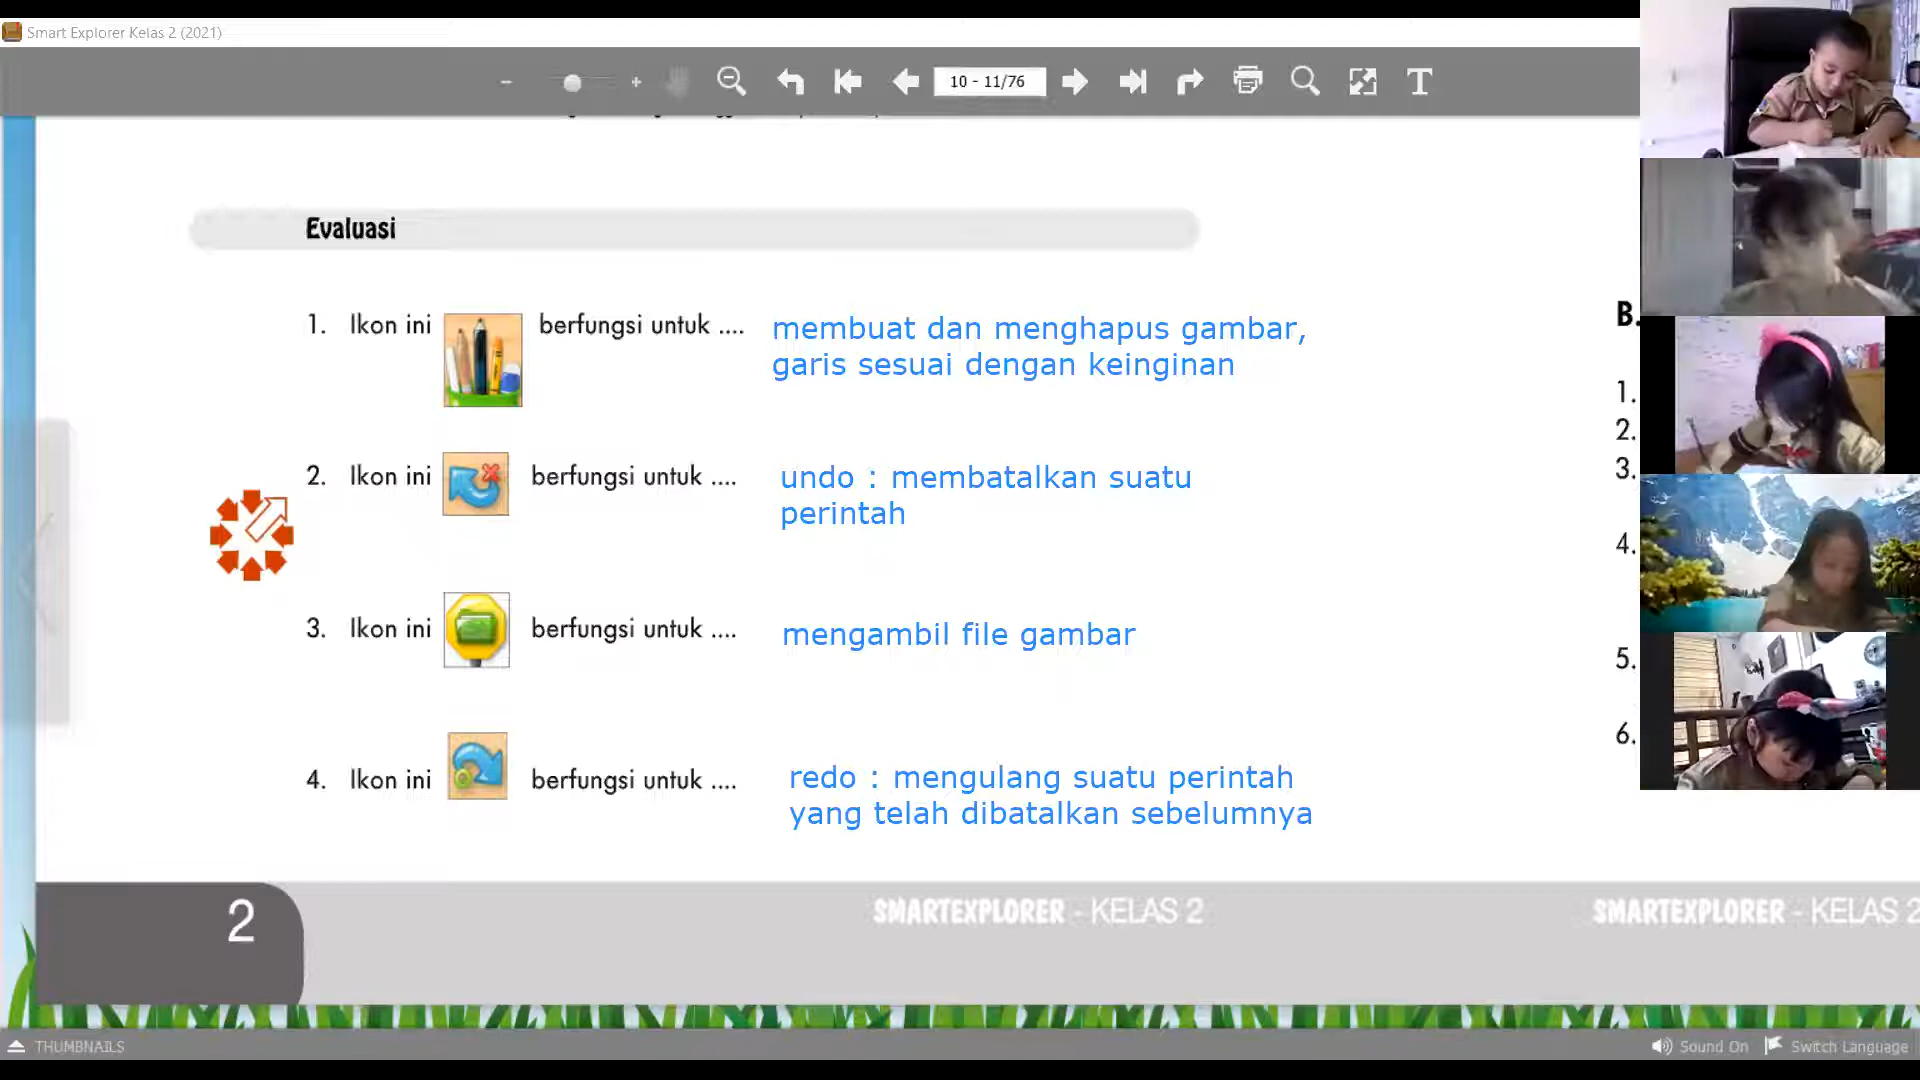 Smart Explorer Kelas 2 (2021)
10 - 11/76
T
Evaluasi
1. Ikon ini berfungsi untuk .... membuat dan menghapus gambar,
garis sesuai dengan keinginan
2. Ikon ini berfungsi untuk .... undo : membatalkan suatu
perintah
3. Ikon ini berfungsi untuk .... mengambil file gambar
4. Ikon ini berfungsi untuk .... redo : mengulang suatu perintah
yang telah dibatalkan sebelumnya
B.
1.
2.
3.
4.
5.
6.
2
SMARTEXPLORER - KELAS 2
SMARTEXPLORER - KELAS 2
THUMBNAILS
Sound On
Switch Language